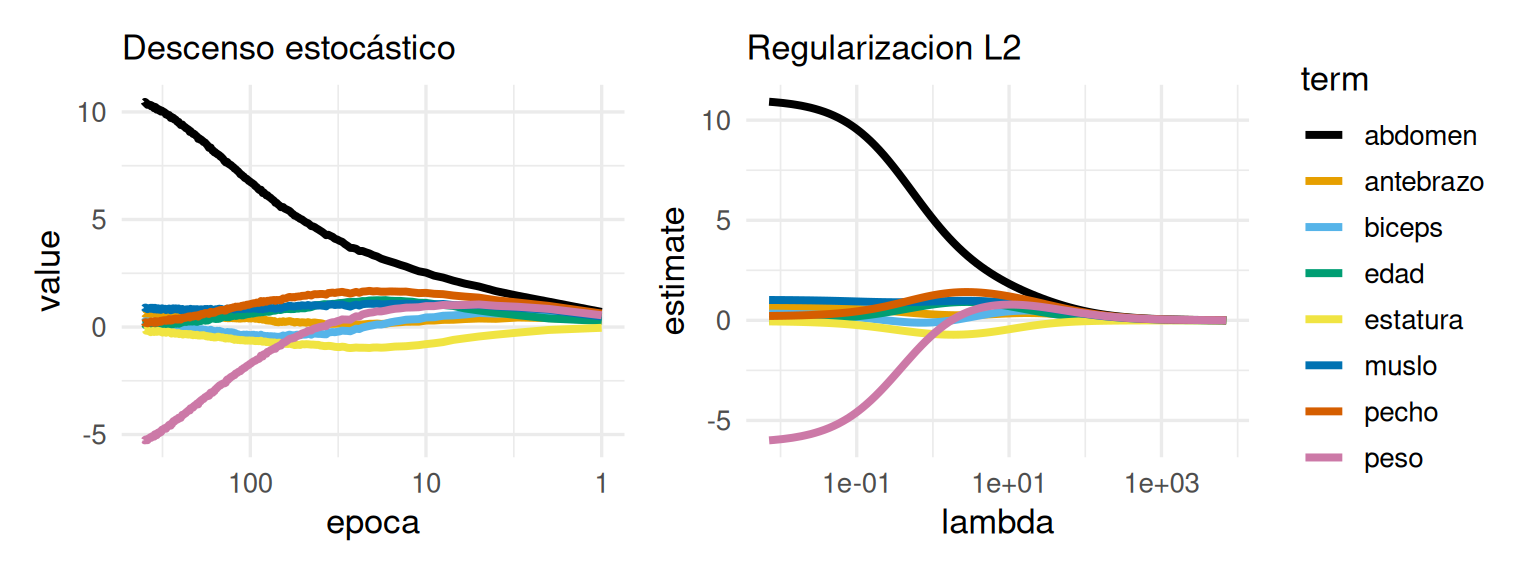 Descenso estocástico
value
10
5
0
-5
100
10
1
epoca
Regularizacion L2
estimate
10
5
0
-5
1e-01
1e+01
1e+03
lambda
term
abdomen
antebrazo
biceps
edad
estatura
muslo
pecho
peso